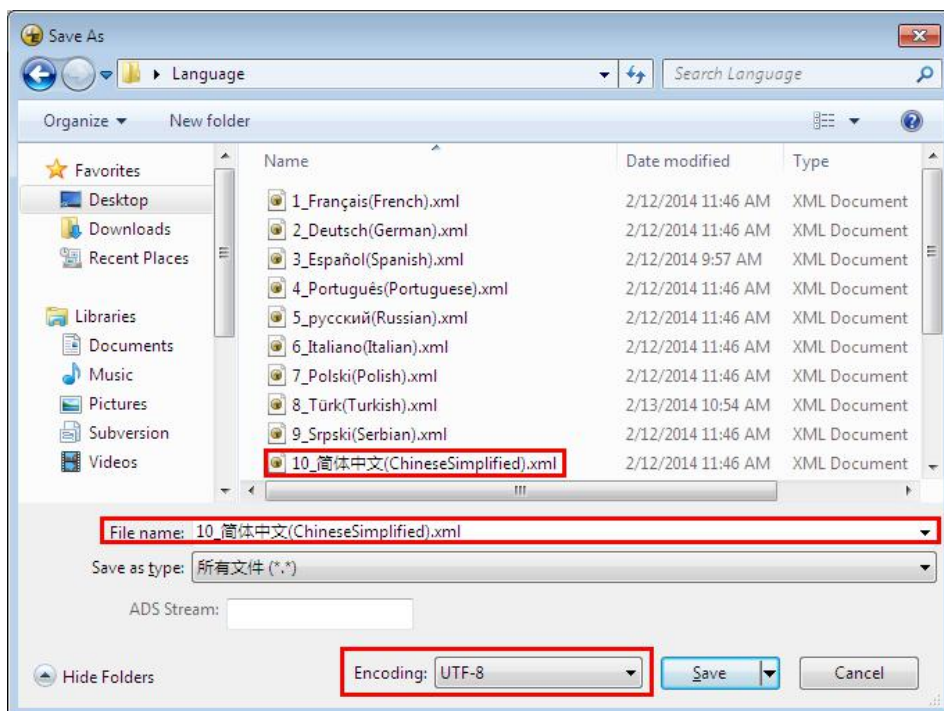 Save As
Language
Search Language
Organize
New folder
Favorites
Desktop
Downloads
Recent Places
Libraries
Documents
Music
Pictures
Subversion
Videos
Name Date modified Type
1_Français(French).xml 2/12/2014 11:46 AM XML Document
2_Deutsch(German).xml 2/12/2014 11:46 AM XML Document
3_Español(Spanish).xml 2/12/2014 9:57 AM XML Document
4_Português(Portuguese).xml 2/12/2014 11:46 AM XML Document
5_русский(Russian).xml 2/12/2014 11:46 AM XML Document
6_Italiano(Italian).xml 2/12/2014 11:46 AM XML Document
7_Polski(Polish).xml 2/12/2014 11:46 AM XML Document
8_Türk(Turkish).xml 2/13/2014 10:54 AM XML Document
9_Srpski(Serbian).xml 2/12/2014 11:46 AM XML Document
10_简体中文(ChineseSimplified).xml 2/12/2014 11:46 AM XML Document
File name: 10_简体中文(ChineseSimplified).xml
Save as type: 所有文件 (*.*)
ADS Stream:
Hide Folders
Encoding: UTF-8
Save
Cancel